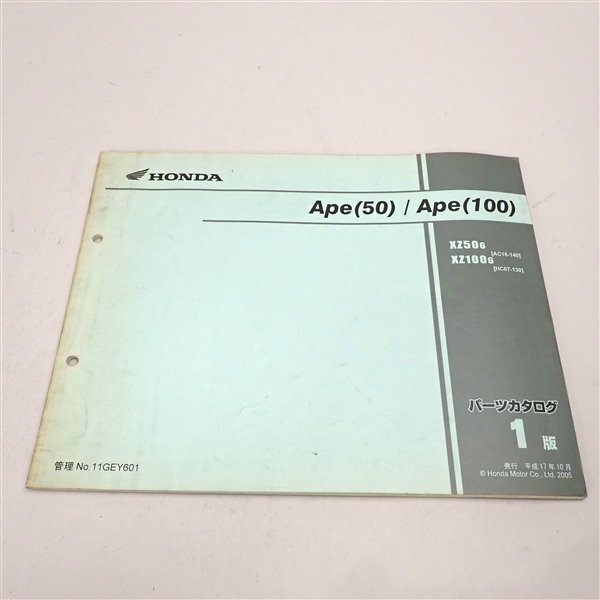 HONDA
Ape(50) / Ape(100)
XZ506
[AC16-140]
XZ1006
[HC07-130]
パーツカタログ
1 版
管理 No.11GEY601
発行 平成17年10月
© Honda Motor Co., Ltd. 2005